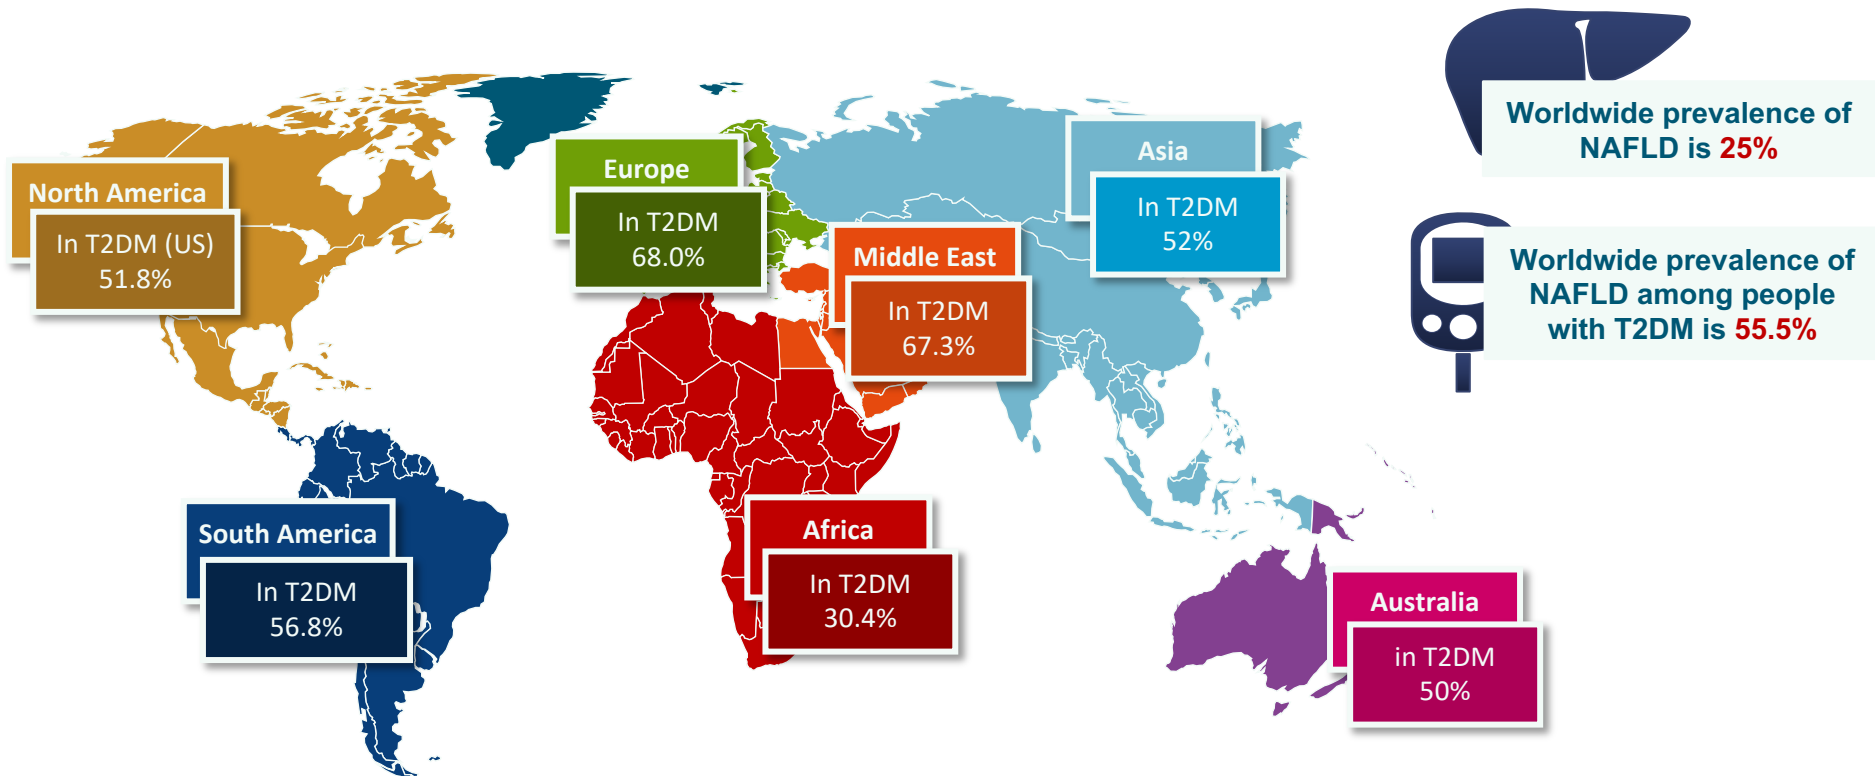 Worldwide prevalence of
NAFLD is 25%
Worldwide prevalence of
NAFLD among people
with T2DM is 55.5%
North America
In T2DM (US)
51.8%
Europe
In T2DM
68.0%
Asia
In T2DM
52%
Middle East
In T2DM
67.3%
South America
In T2DM
56.8%
Africa
In T2DM
30.4%
Australia
in T2DM
50%